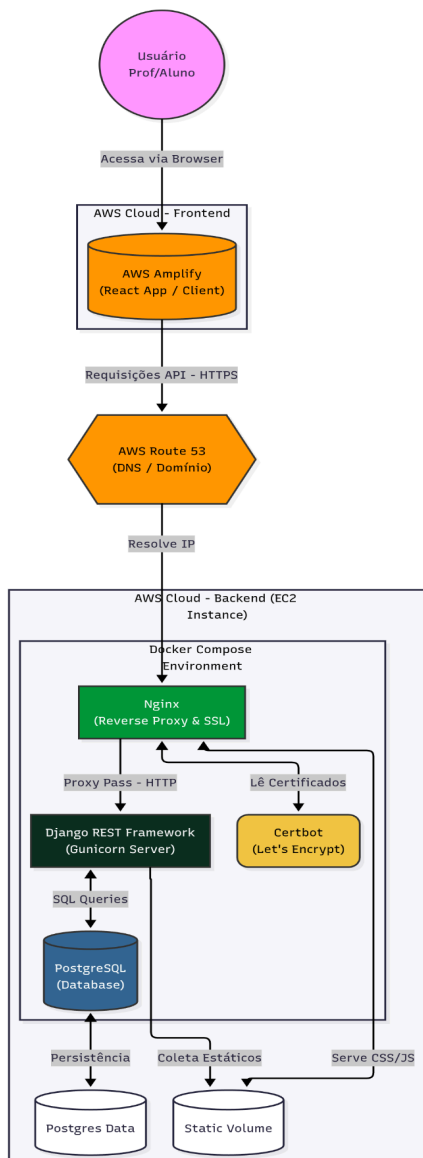 Usuário
Prof/Aluno
Acessa via Browser
AWS Cloud - Frontend
AWS Amplify
(React App / Client)
Requisições API - HTTPS
AWS Route 53
(DNS / Domínio)
Resolve IP
AWS Cloud - Backend (EC2
Instance)
Docker Compose
Environment
Nginx
(Reverse Proxy & SSL)
Proxy Pass - HTTP
Lê Certificados
Django REST Framework
(Gunicorn Server)
Certbot
(Let's Encrypt)
SQL Queries
PostgreSQL
(Database)
Persistência
Coleta Estáticos
Serve CSS/JS
Postgres Data
Static Volume